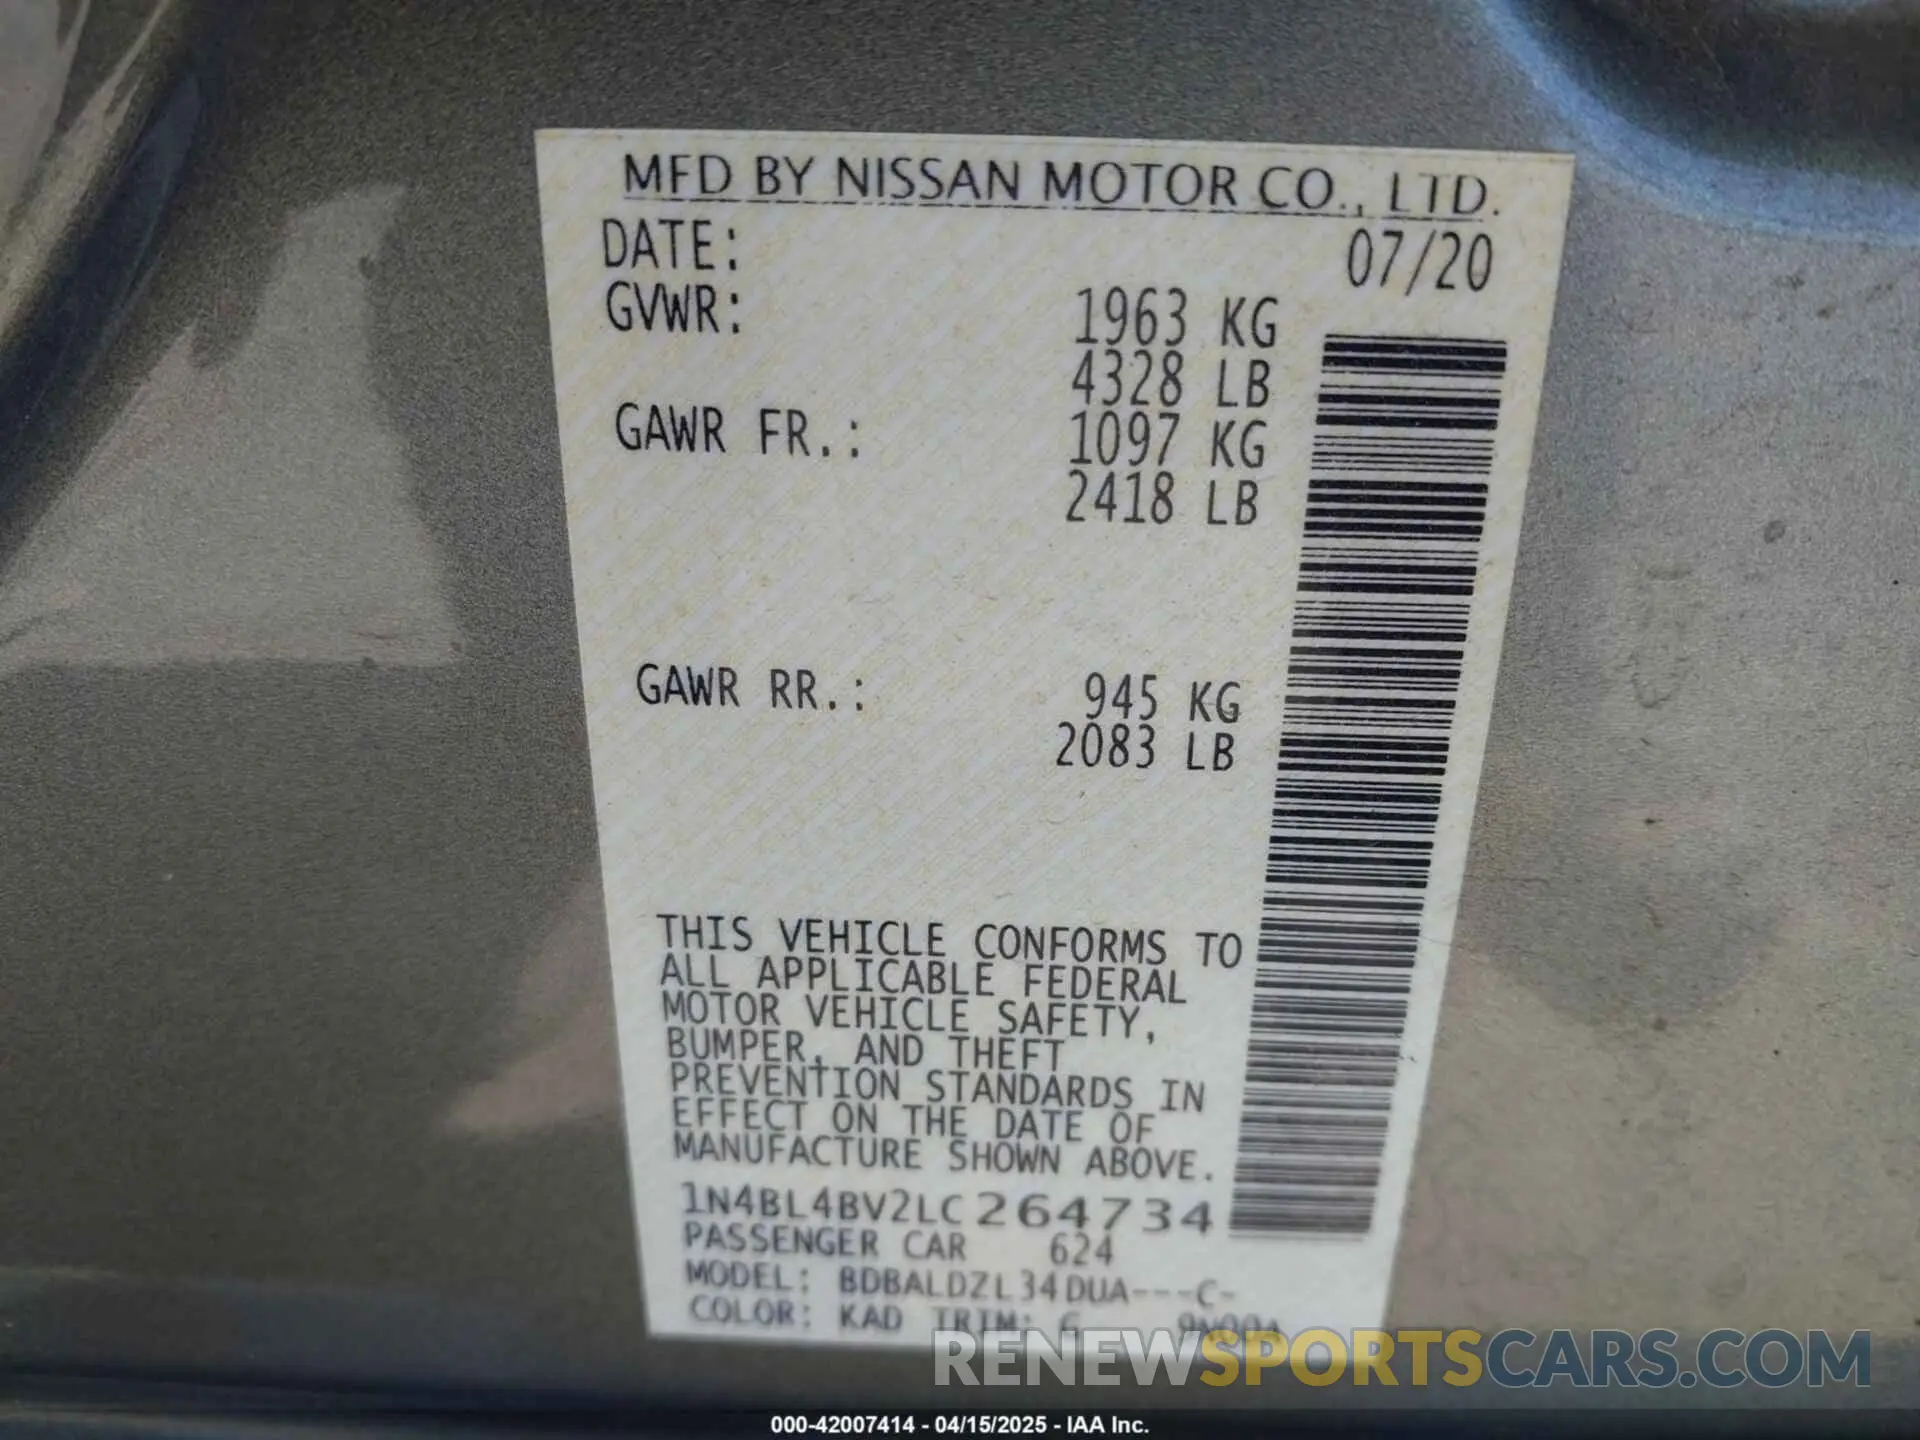 MFD BY NISSAN MOTOR CO., LTD.
DATE: 07/20
GVWR: 1963 KG
4328 LB
GAWR FR.: 1097 KG
2418 LB
GAWR RR.: 945 KG
2083 LB
THIS VEHICLE CONFORMS TO
ALL APPLICABLE FEDERAL
MOTOR VEHICLE SAFETY,
BUMPER, AND THEFT
PREVENTION STANDARDS IN
EFFECT ON THE DATE OF
MANUFACTURE SHOWN ABOVE.
1N4BL4BV2LC264734
PASSENGER CAR 624
MODEL: BDBALDZL34DUA---C-
COLOR: KAD TRIM: G
RENEWSPORTSCARS.COM
000-42007414 - 04/15/2025 - IAA Inc.